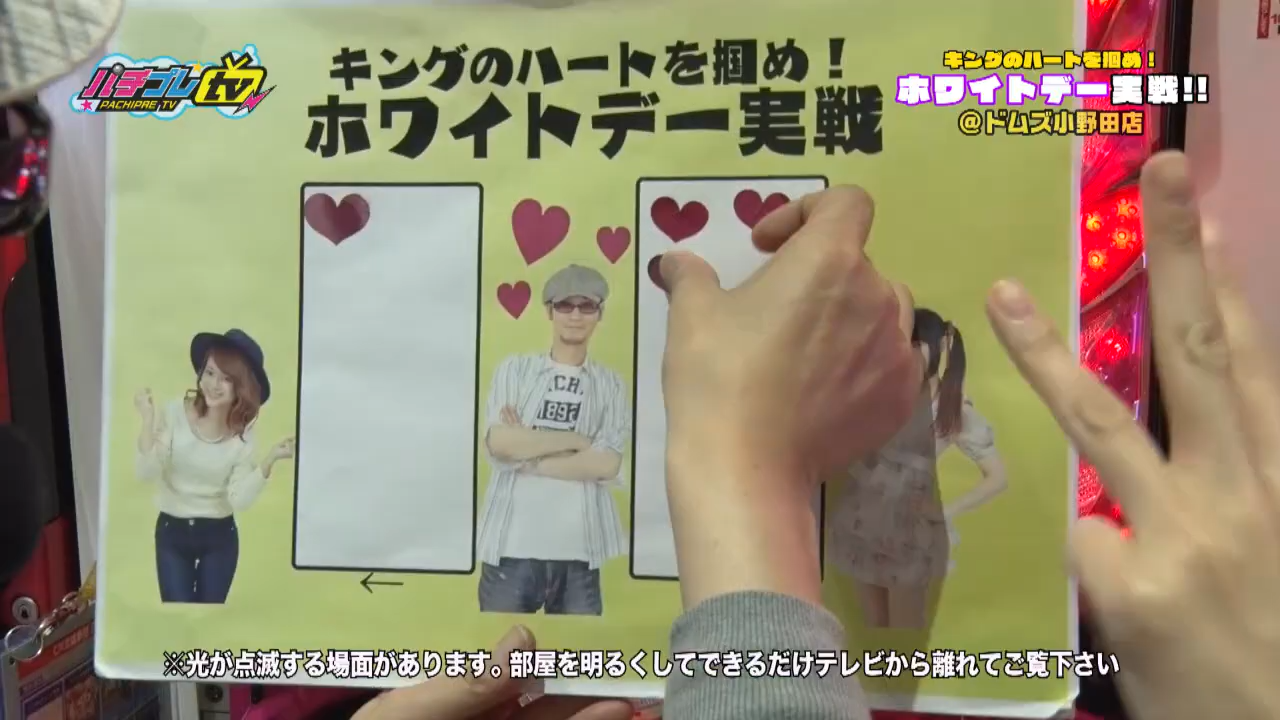 キングのハートを掴め！
ホワイトデー実戦
パチプレtv
PACHIPRE TV
キングのハートを掴め！
ホワイトデー実戦!!
＠ドムズ小野田店
※光が点滅する場面があります。部屋を明るくしてできるだけテレビから離れてご覧下さい